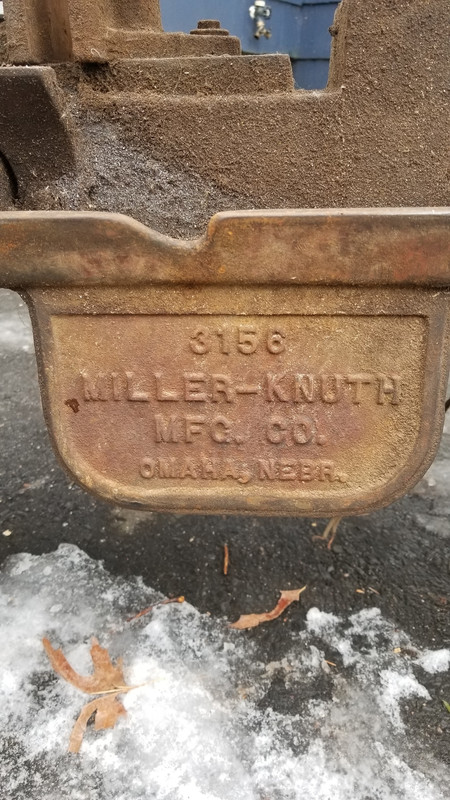 3156
MILLER-KNUTH
MFG. CO.
OMAHA, NEBR.